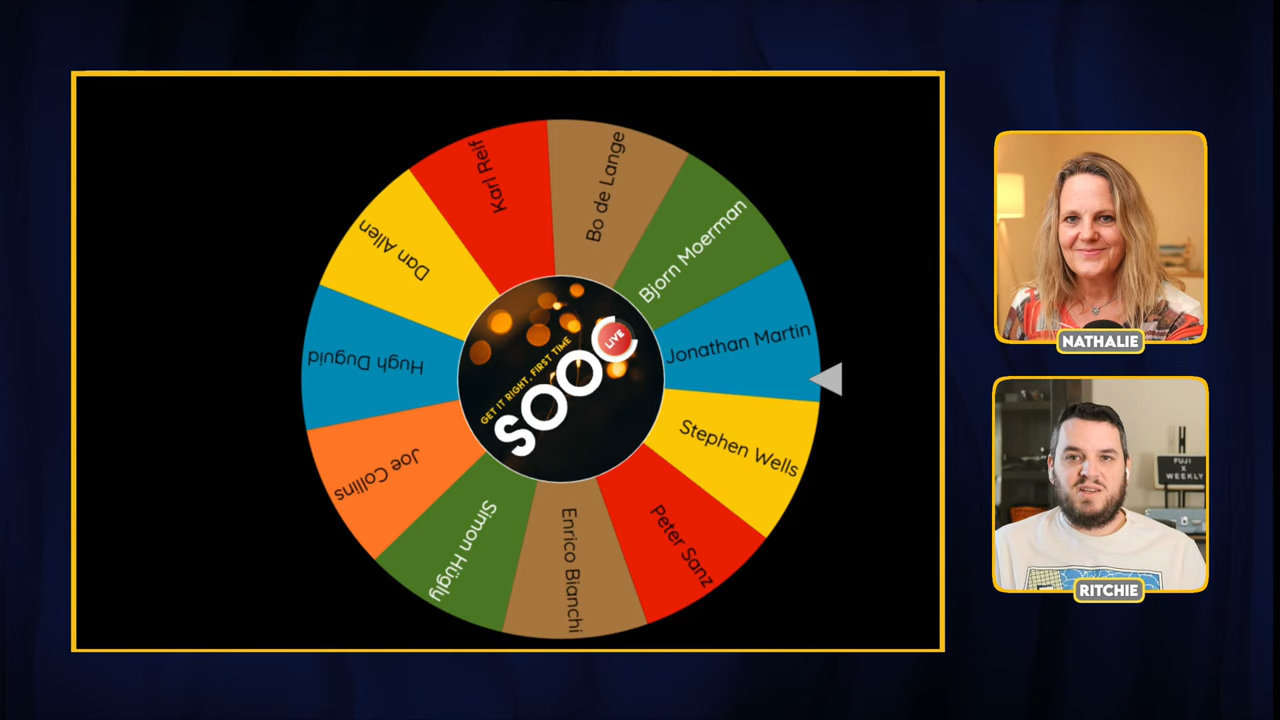 Karl Reif
Bo de Lange
Bjorn Moerman
Jonathan Martin
Stephen Wells
Peter Sanz
Enrico Bianchi
Simon Hügly
Joe Collins
Hugh Duguid
Dan Allen
GET IT RIGHT, FIRST TIME
SOOC
LIVE
NATHALIE
FUJI
X
WEEKLY
RITCHIE